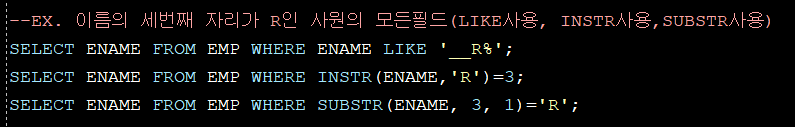 --EX. 이름의 세번째 자리가 R인 사원의 모든필드(LIKE사용, INSTR사용,SUBSTR사용)
SELECT ENAME FROM EMP WHERE ENAME LIKE '__R%';
SELECT ENAME FROM EMP WHERE INSTR(ENAME,'R')=3;
SELECT ENAME FROM EMP WHERE SUBSTR(ENAME, 3, 1)='R';